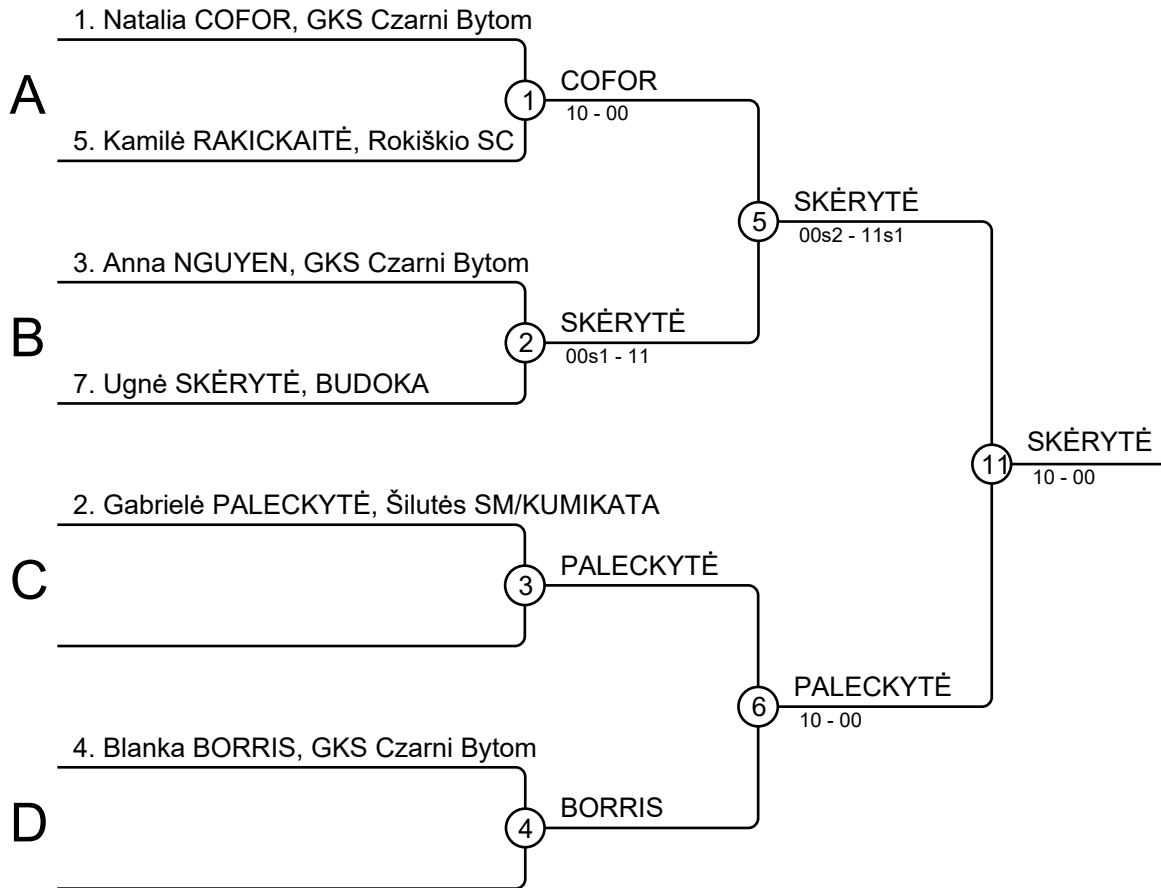 1. Natalia COFOR, GKS Czarni Bytom
A
1
COFOR
10 - 00
5. Kamilė RAKICKAITĖ, Rokiškio SC
5
SKĖRYTĖ
00s2 - 11s1
3. Anna NGUYEN, GKS Czarni Bytom
B
2
SKĖRYTĖ
00s1 - 11
7. Ugnė SKĖRYTĖ, BUDOKA
11
SKĖRYTĖ
10 - 00
2. Gabrielė PALECKYTĖ, Šilutės SM/KUMIKATA
C
3
PALECKYTĖ
6
PALECKYTĖ
10 - 00
4. Blanka BORRIS, GKS Czarni Bytom
D
4
BORRIS